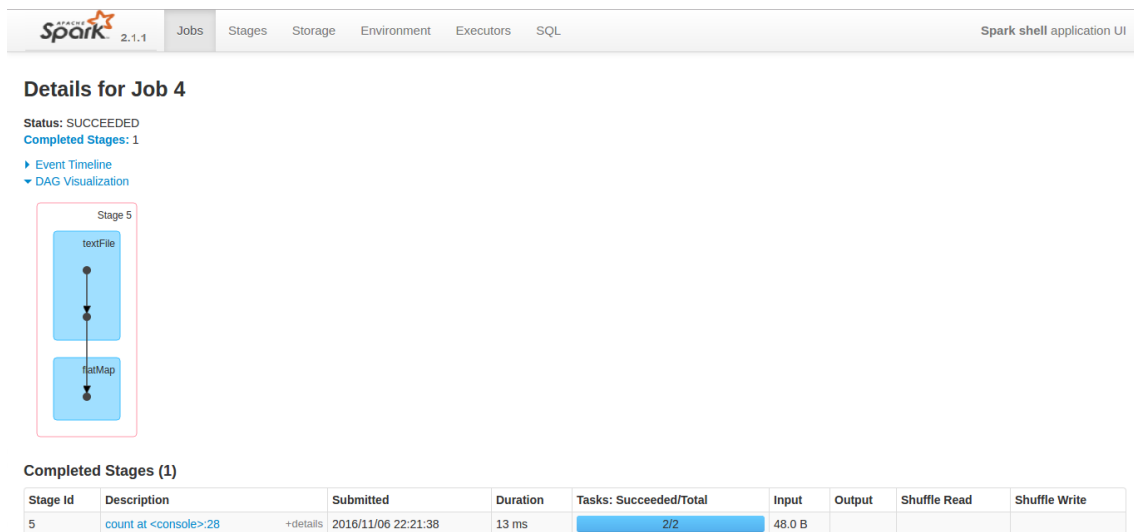 APACHE
Spark 2.1.1 Jobs Stages Storage Environment Executors SQL Spark shell application UI
Details for Job 4
Status: SUCCEEDED
Completed Stages: 1
Event Timeline
DAG Visualization
Stage 5
textFile
flatMap
Completed Stages (1)
Stage Id Description Submitted Duration Tasks: Succeeded/Total Input Output Shuffle Read Shuffle Write
5 count at <console>:28 +details 2016/11/06 22:21:38 13 ms 2/2 48.0 B